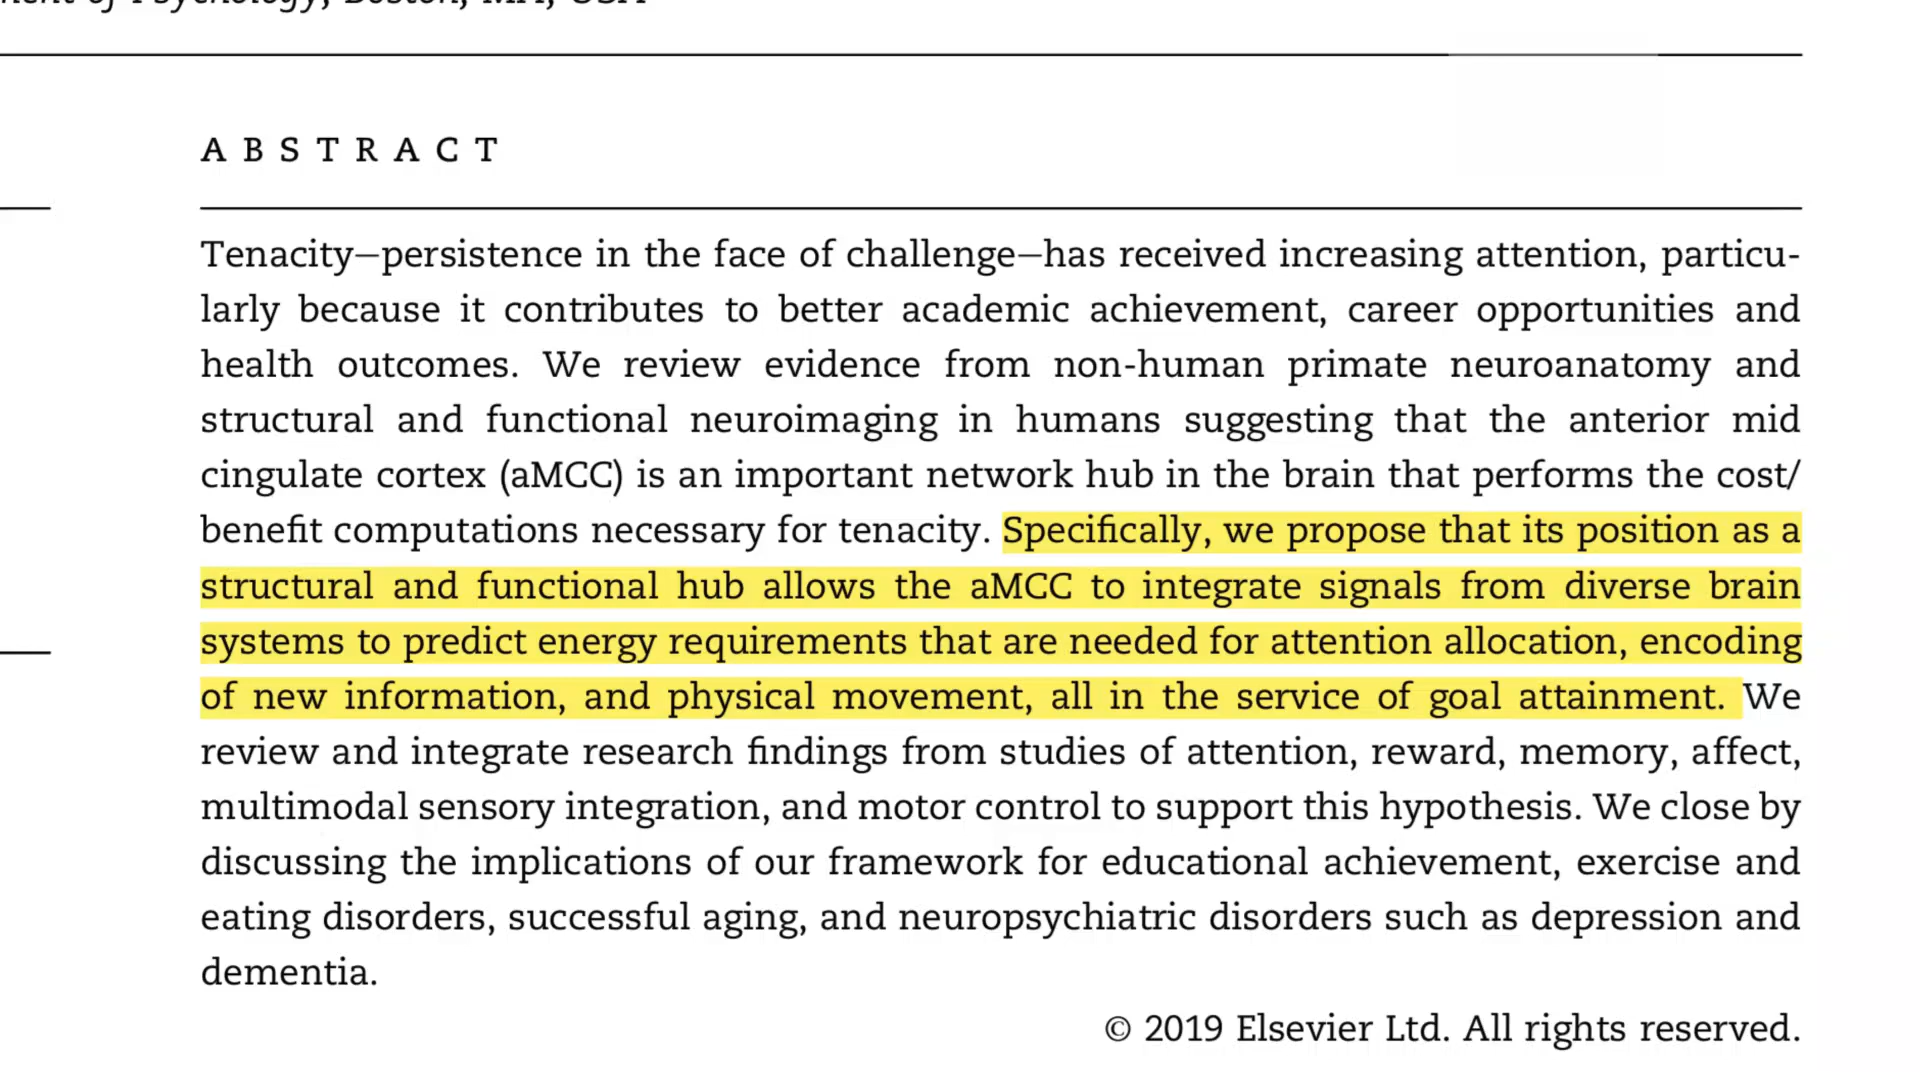 ment of Psychology, Boston, MA, USA
ABSTRACT
Tenacity—persistence in the face of challenge—has received increasing attention, particu-
larly because it contributes to better academic achievement, career opportunities and
health outcomes. We review evidence from non-human primate neuroanatomy and
structural and functional neuroimaging in humans suggesting that the anterior mid
cingulate cortex (aMCC) is an important network hub in the brain that performs the cost/
benefit computations necessary for tenacity. Specifically, we propose that its position as a
structural and functional hub allows the aMCC to integrate signals from diverse brain
systems to predict energy requirements that are needed for attention allocation, encoding
of new information, and physical movement, all in the service of goal attainment. We
review and integrate research findings from studies of attention, reward, memory, affect,
multimodal sensory integration, and motor control to support this hypothesis. We close by
discussing the implications of our framework for educational achievement, exercise and
eating disorders, successful aging, and neuropsychiatric disorders such as depression and
dementia.
© 2019 Elsevier Ltd. All rights reserved.